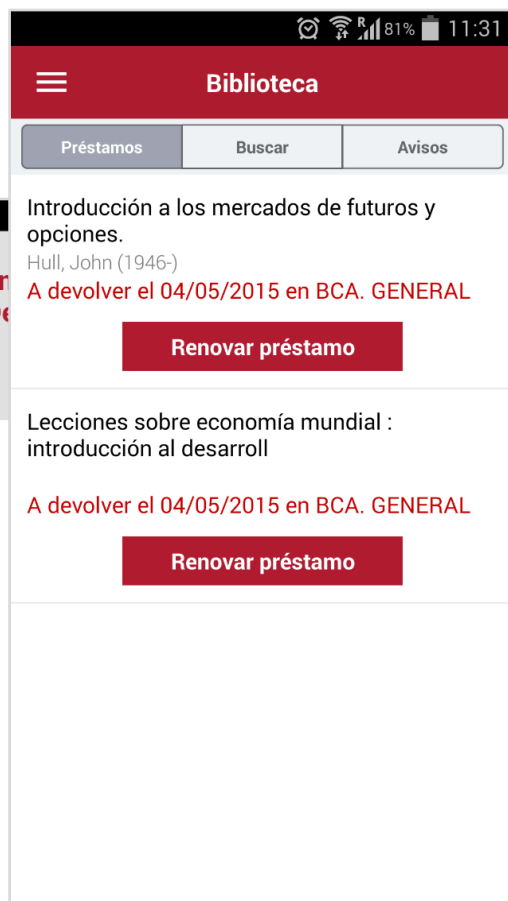 R 81% 11:31
Biblioteca
Préstamos Buscar Avisos
Introducción a los mercados de futuros y
opciones.
Hull, John (1946-)
A devolver el 04/05/2015 en BCA. GENERAL
Renovar préstamo
Lecciones sobre economía mundial :
introducción al desarroll
A devolver el 04/05/2015 en BCA. GENERAL
Renovar préstamo